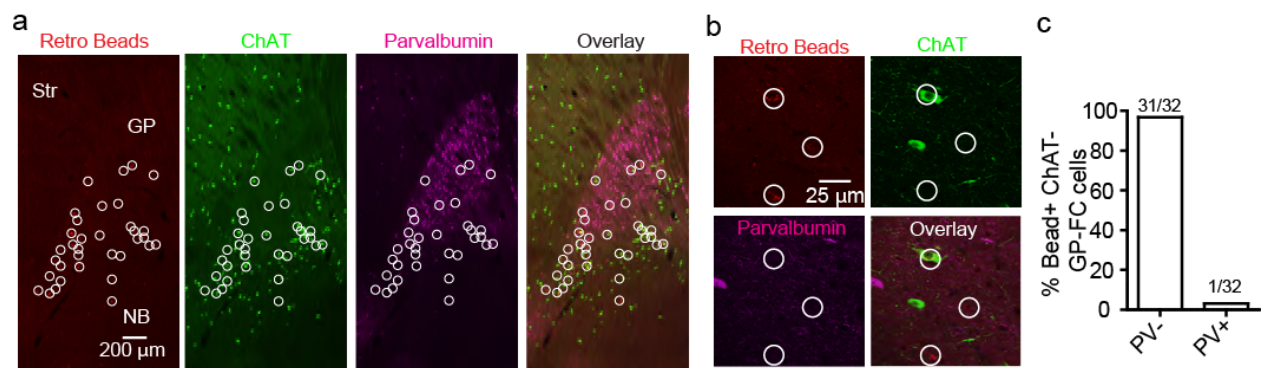 a
Retro Beads
ChAT
Parvalbumin
Overlay
Str
GP
NB
200 µm
b
Retro Beads
ChAT
25 µm
Parvalbumin
Overlay
c
% Bead+ ChAT-
GP-FC cells
100
80
60
40
20
0
31/32
1/32
PV-
PV+